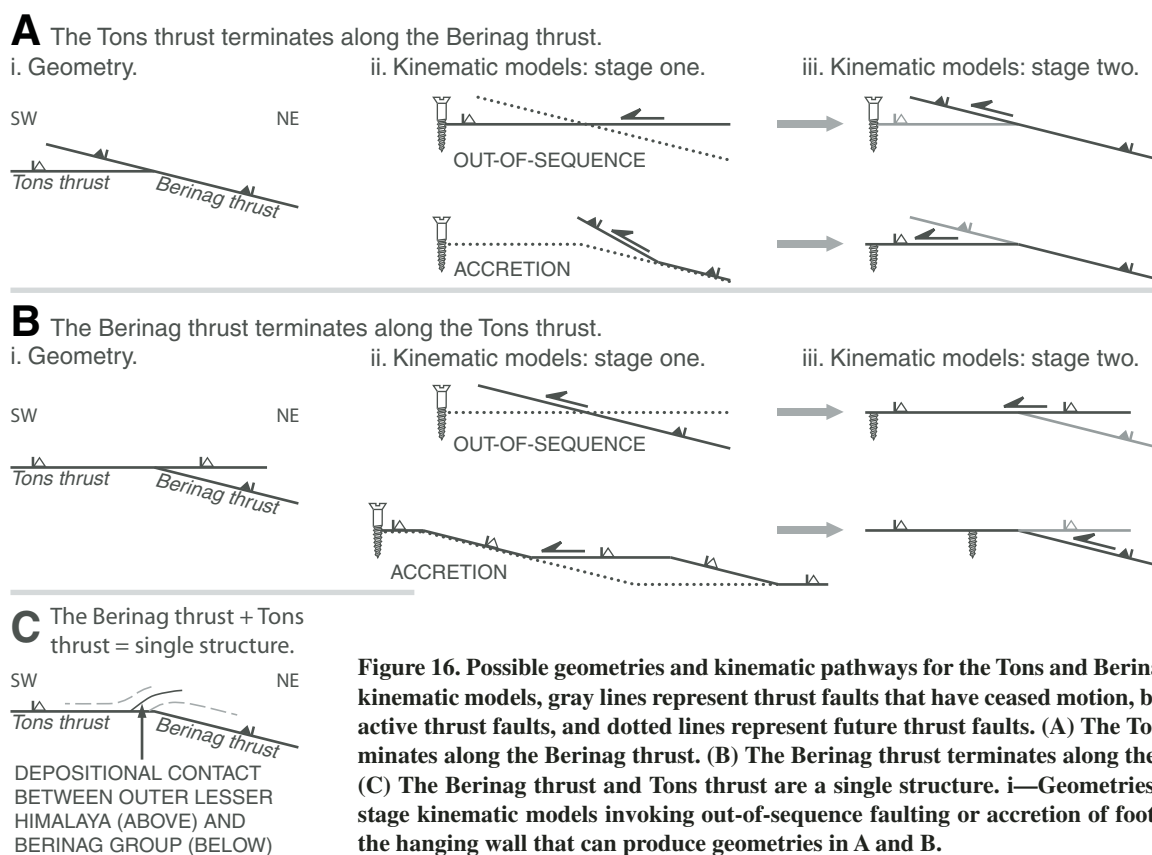 A The Tons thrust terminates along the Berinag thrust.
i. Geometry.
ii. Kinematic models: stage one.
iii. Kinematic models: stage two.
SW
NE
Tons thrust
Berinag thrust
OUT-OF-SEQUENCE
ACCRETION
B The Berinag thrust terminates along the Tons thrust.
i. Geometry.
ii. Kinematic models: stage one.
iii. Kinematic models: stage two.
SW
NE
Tons thrust
Berinag thrust
OUT-OF-SEQUENCE
ACCRETION
C The Berinag thrust + Tons
thrust = single structure.
SW
NE
Tons thrust
Berinag thrust
DEPOSITIONAL CONTACT
BETWEEN OUTER LESSER
HIMALAYA (ABOVE) AND
BERINAG GROUP (BELOW)
Figure 16. Possible geometries and kinematic pathways for the Tons and Berina
kinematic models, gray lines represent thrust faults that have ceased motion, b
active thrust faults, and dotted lines represent future thrust faults. (A) The To
minates along the Berinag thrust. (B) The Berinag thrust terminates along the
(C) The Berinag thrust and Tons thrust are a single structure. i—Geometries
stage kinematic models invoking out-of-sequence faulting or accretion of foot
the hanging wall that can produce geometries in A and B.